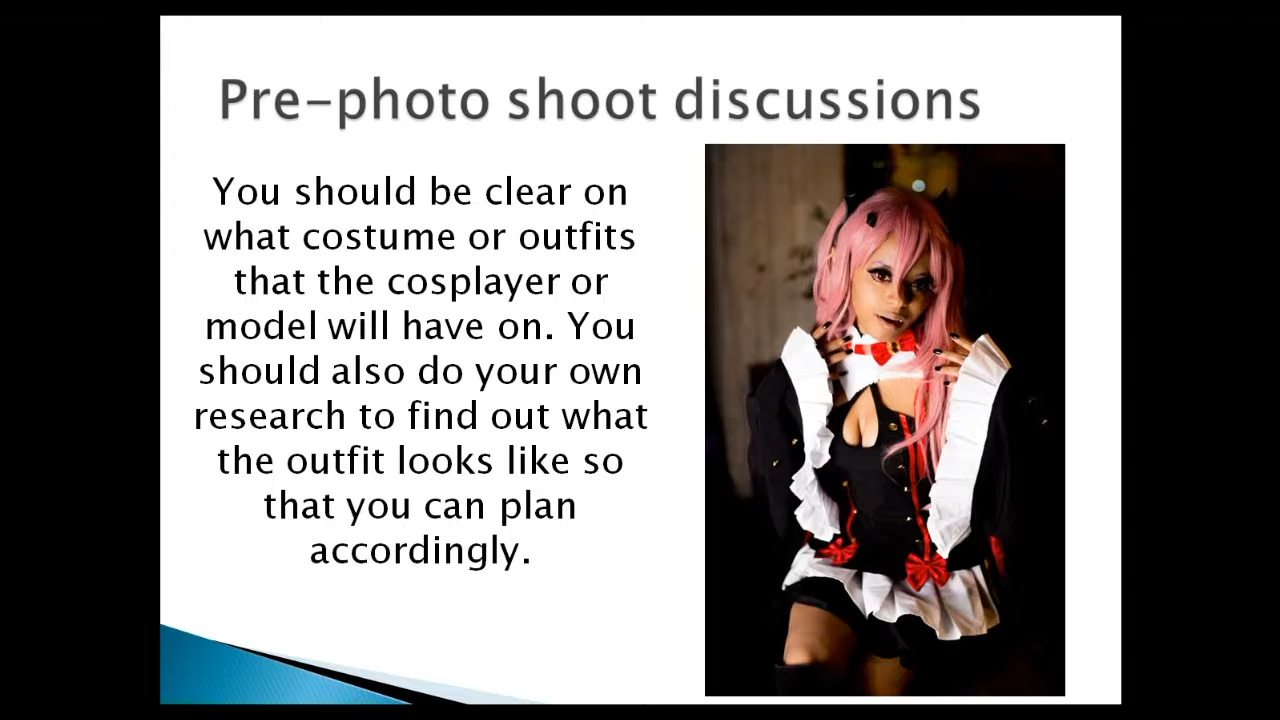 Pre-photo shoot discussions
You should be clear on
what costume or outfits
that the cosplayer or
model will have on. You
should also do your own
research to find out what
the outfit looks like so
that you can plan
accordingly.